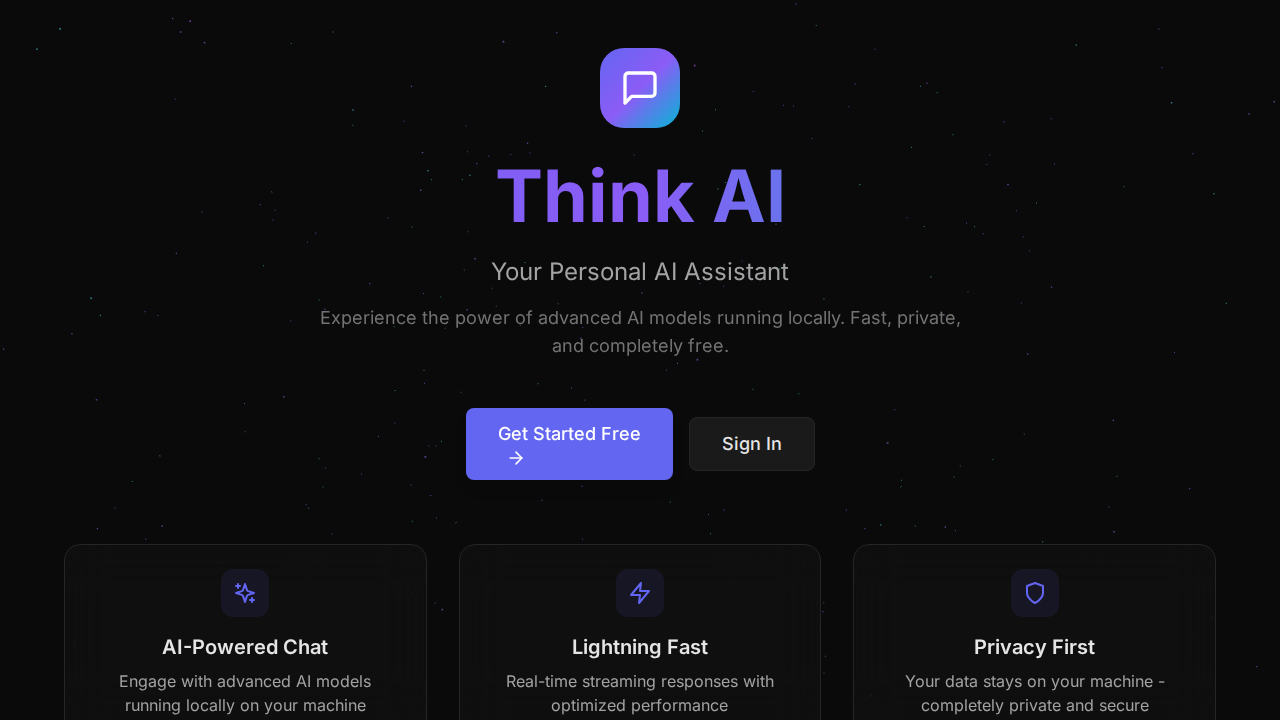 Think AI
Your Personal AI Assistant
Experience the power of advanced AI models running locally. Fast, private,
and completely free.
Get Started Free
Sign In
AI-Powered Chat
Engage with advanced AI models
running locally on your machine
Lightning Fast
Real-time streaming responses with
optimized performance
Privacy First
Your data stays on your machine -
completely private and secure